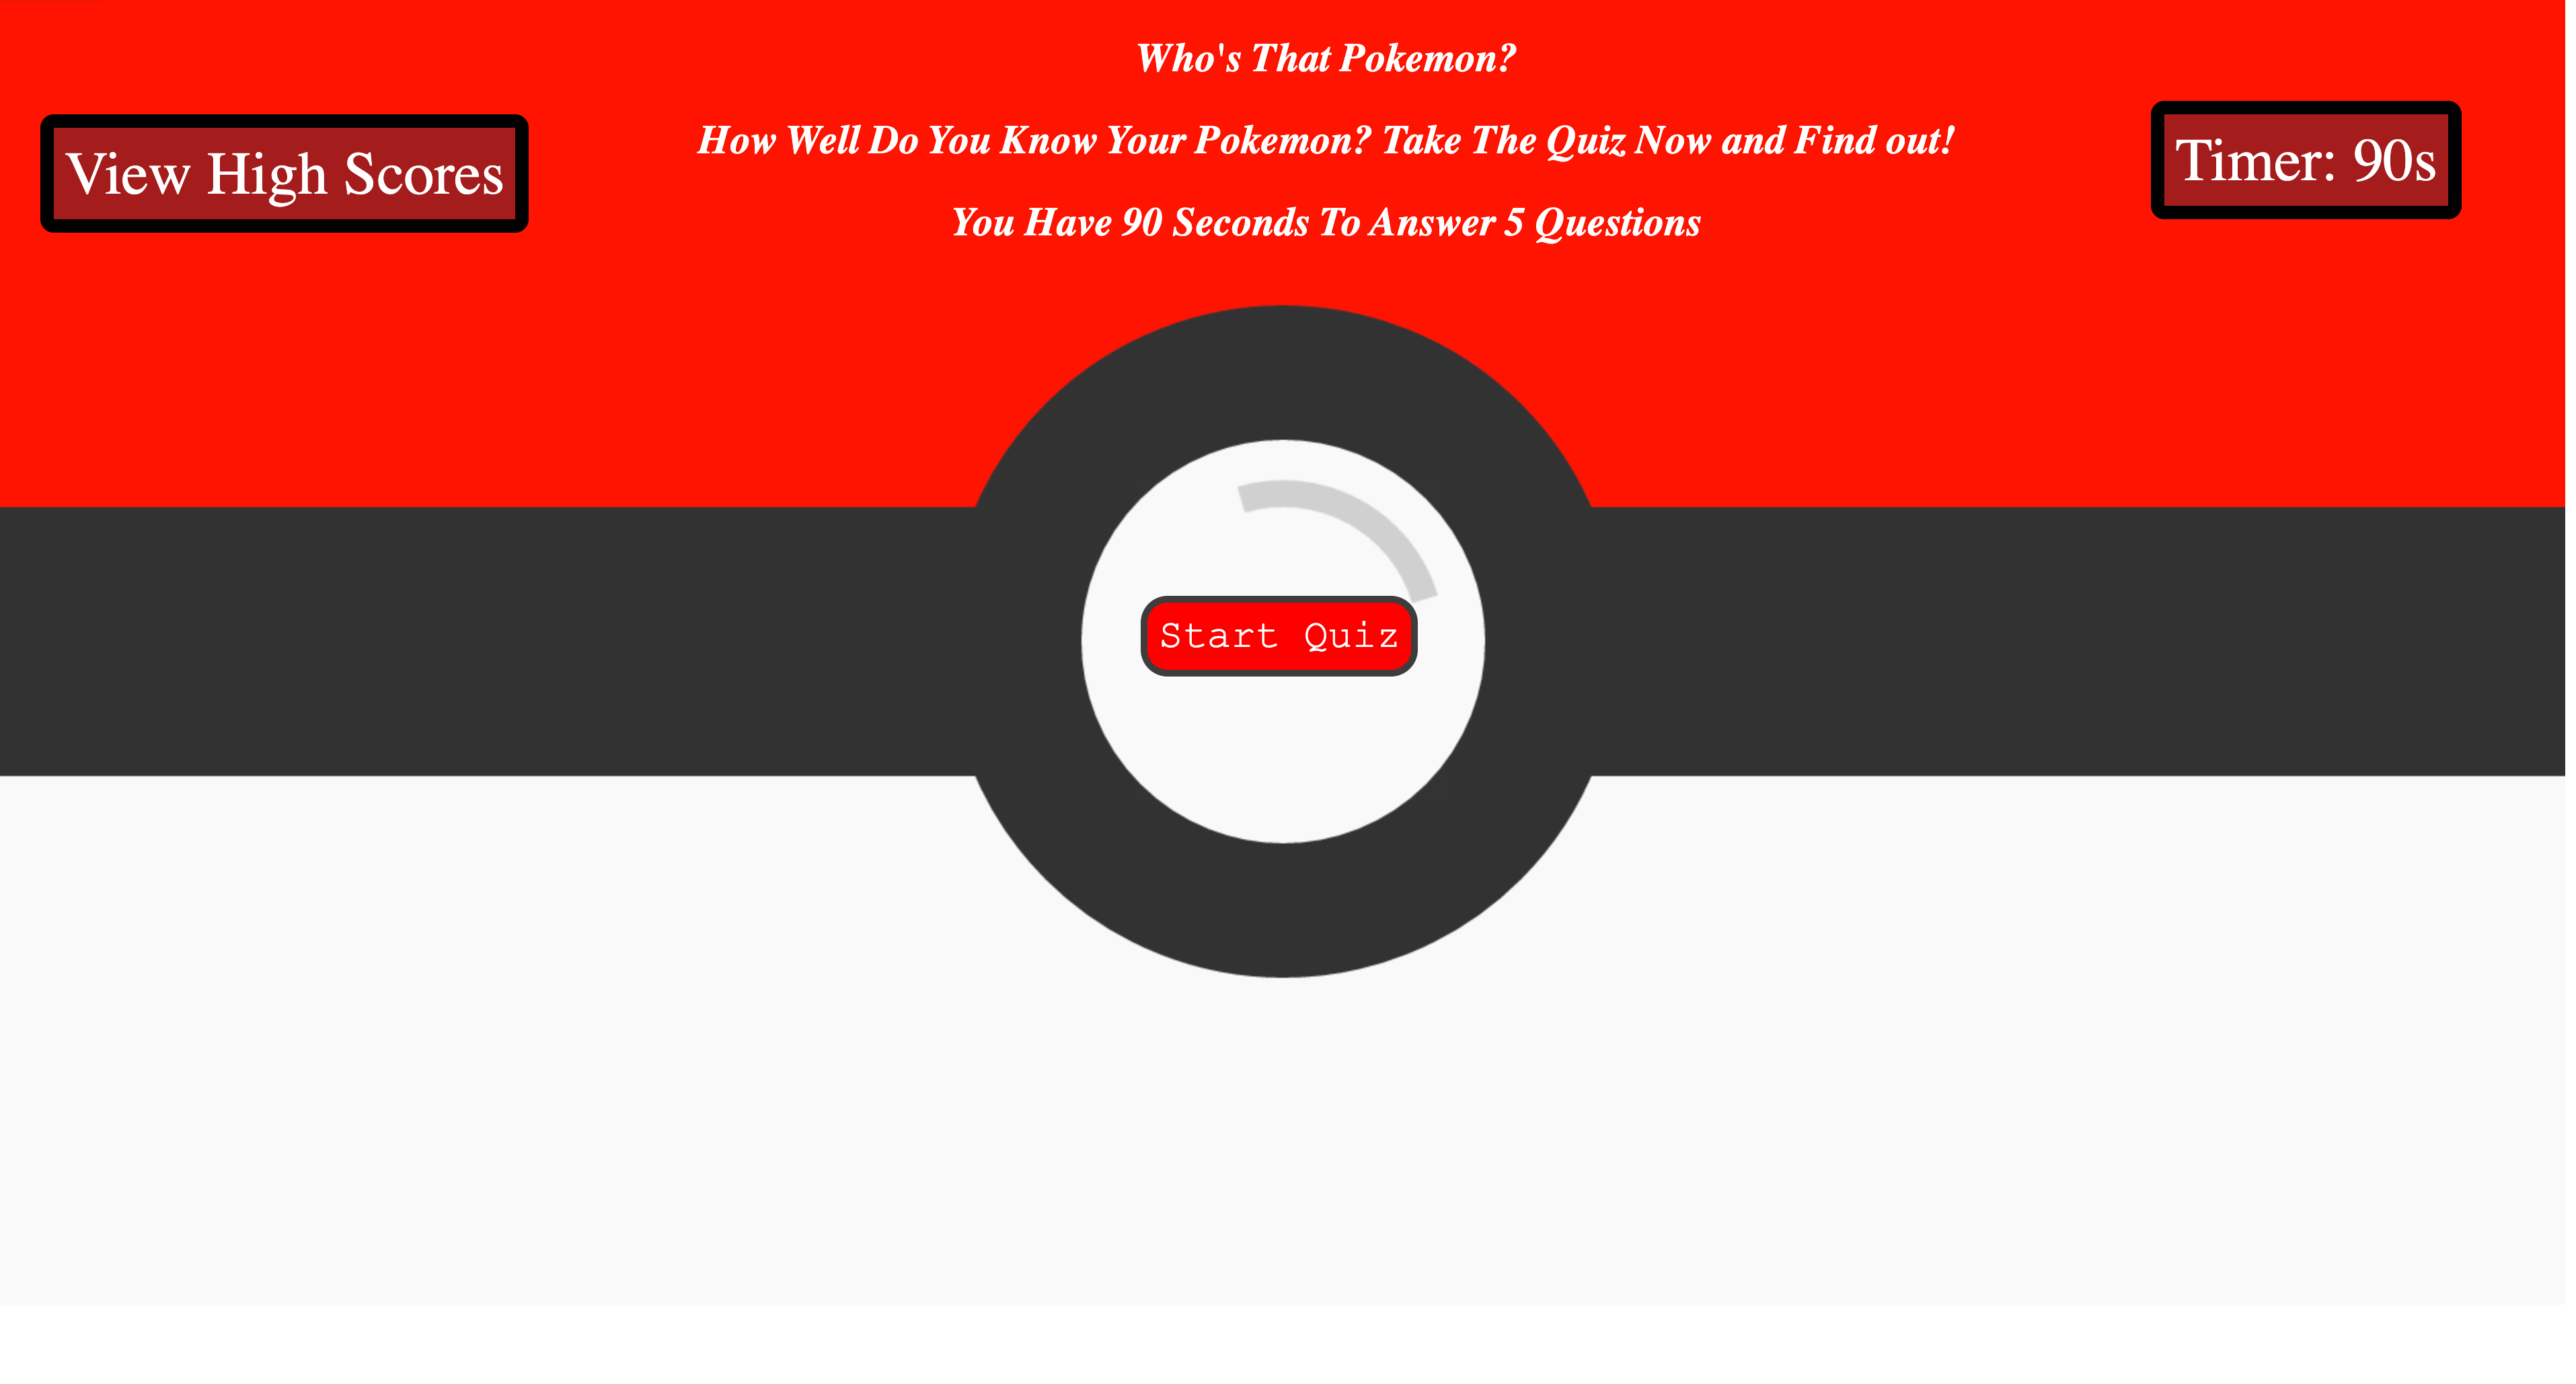 Who's That Pokemon?
How Well Do You Know Your Pokemon? Take The Quiz Now and Find out!
You Have 90 Seconds To Answer 5 Questions
View High Scores
Timer: 90s
Start Quiz